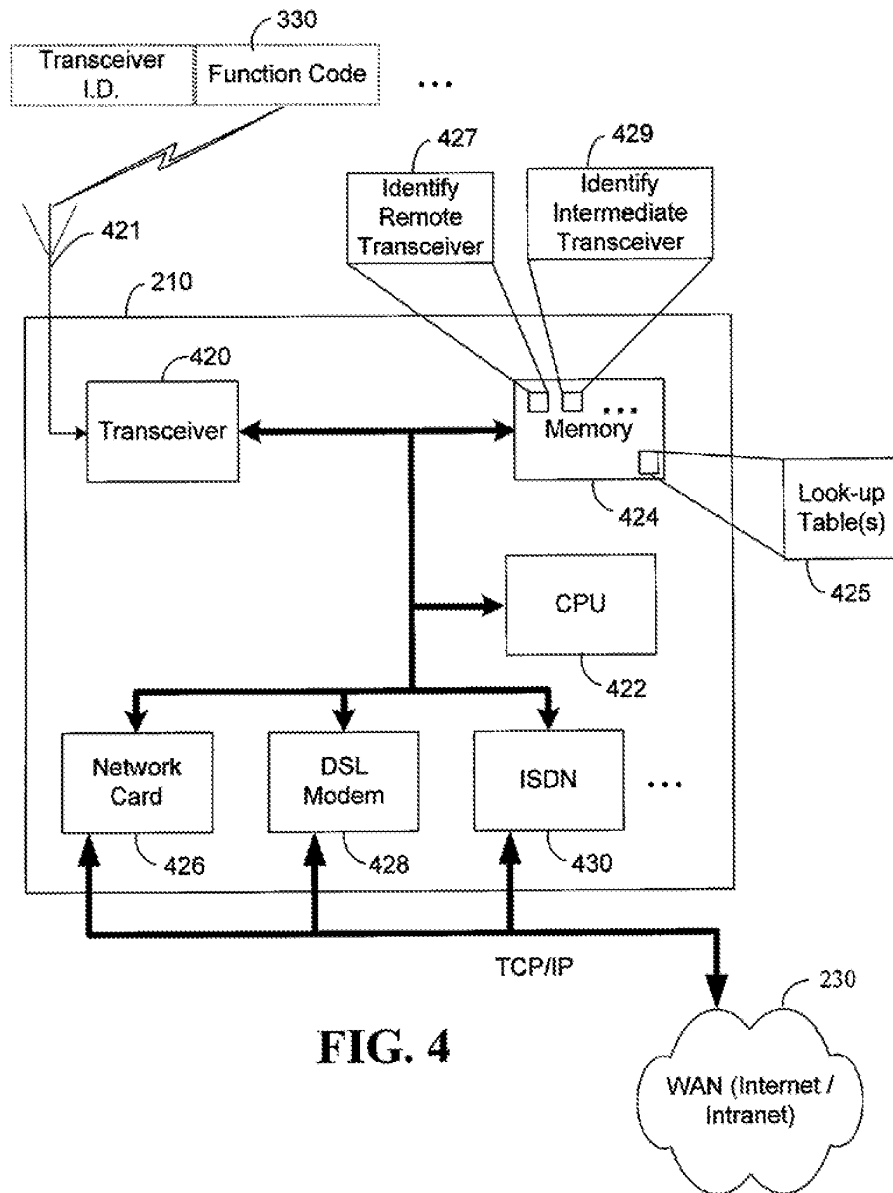 330
Transceiver
I.D.
Function Code
...
427
429
Identify
Remote
Transceiver
Identify
Intermediate
Transceiver
421
210
420
Transceiver
...
Memory
424
Look-up
Table(s)
425
CPU
422
Network
Card
DSL
Modem
ISDN
...
426
428
430
TCP/IP
230
FIG. 4
WAN (Internet /
Intranet)